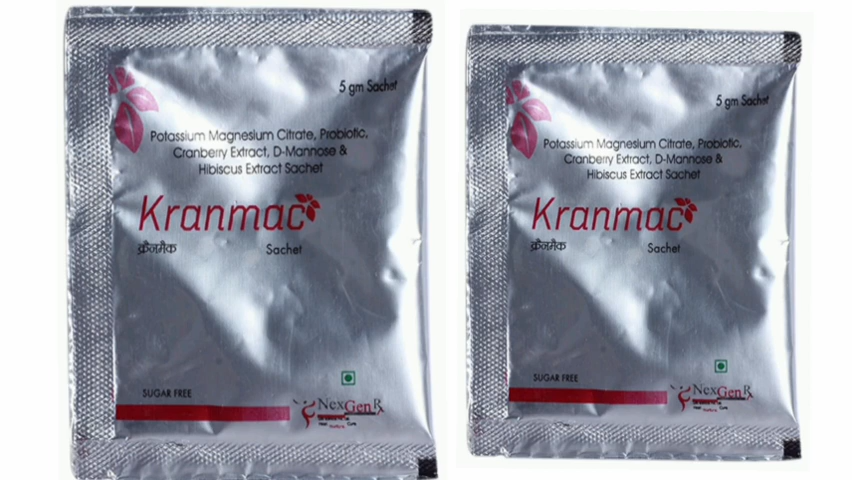 5 gm Sachet
Potassium Magnesium Citrate, Probiotic,
Cranberry Extract, D-Mannose &
Hibiscus Extract Sachet
Kranmac
क्रैनमैक Sachet
SUGAR FREE
NexGen Rx
5 gm Sachet
Potassium Magnesium Citrate, Probiotic,
Cranberry Extract, D-Mannose &
Hibiscus Extract Sachet
Kranmac
क्रैनमैक Sachet
SUGAR FREE
NexGen Rx